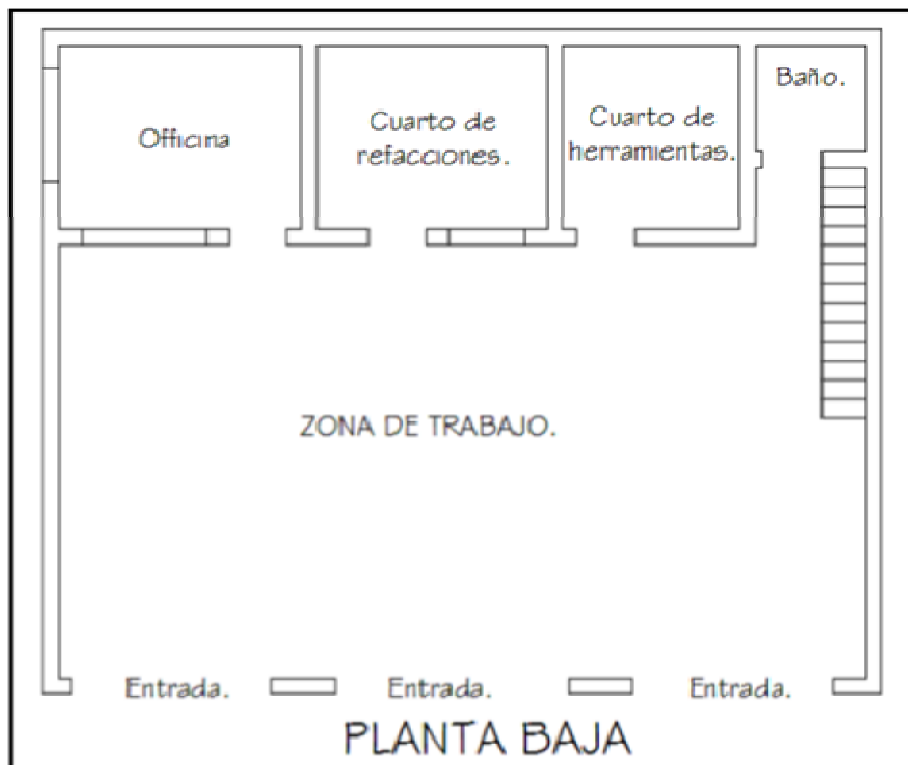 Officina
Cuarto de
refacciones.
Cuarto de
herramientas.
Baño.
ZONA DE TRABAJO.
Entrada.
Entrada.
Entrada.
PLANTA BAJA